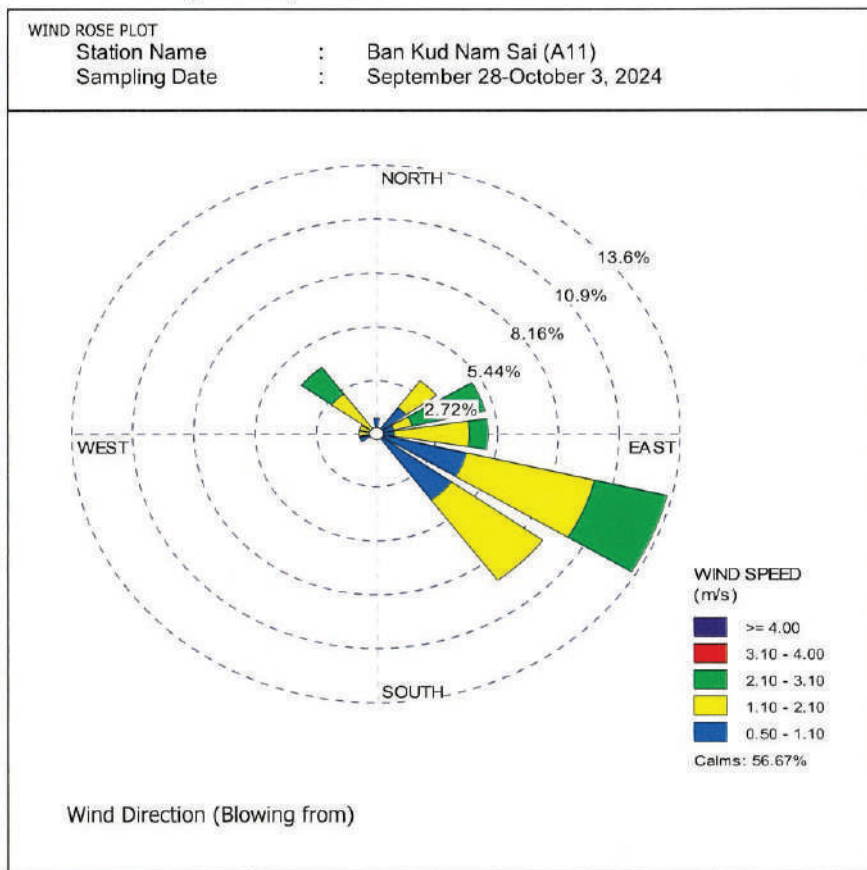 WIND ROSE PLOT
Station Name : Ban Kud Nam Sai (A11)
Sampling Date : September 28-October 3, 2024
NORTH
13.6%
10.9%
8.16%
5.44%
2.72%
WEST
EAST
SOUTH
WIND SPEED
(m/s)
>= 4.00
3.10 - 4.00
2.10 - 3.10
1.10 - 2.10
0.50 - 1.10
Calms: 56.67%
Wind Direction (Blowing from)